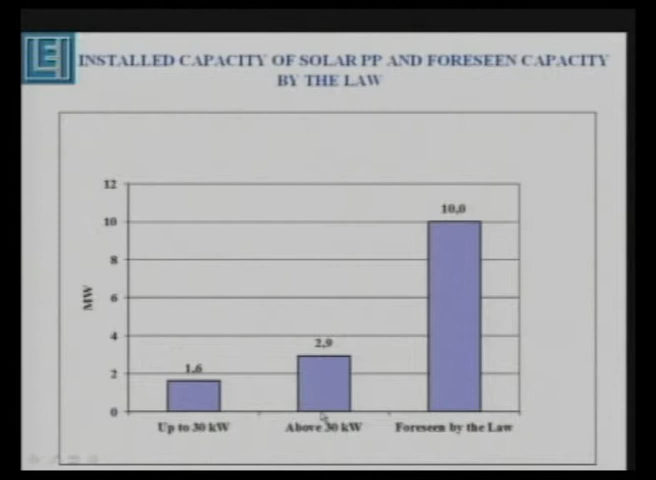 LEI
INSTALLED CAPACITY OF SOLAR PP AND FORESEEN CAPACITY
BY THE LAW
12
10
8
6
4
2
0
MW
1,6
2,9
10,0
Up to 30 kW
Above 30 kW
Foreseen by the Law